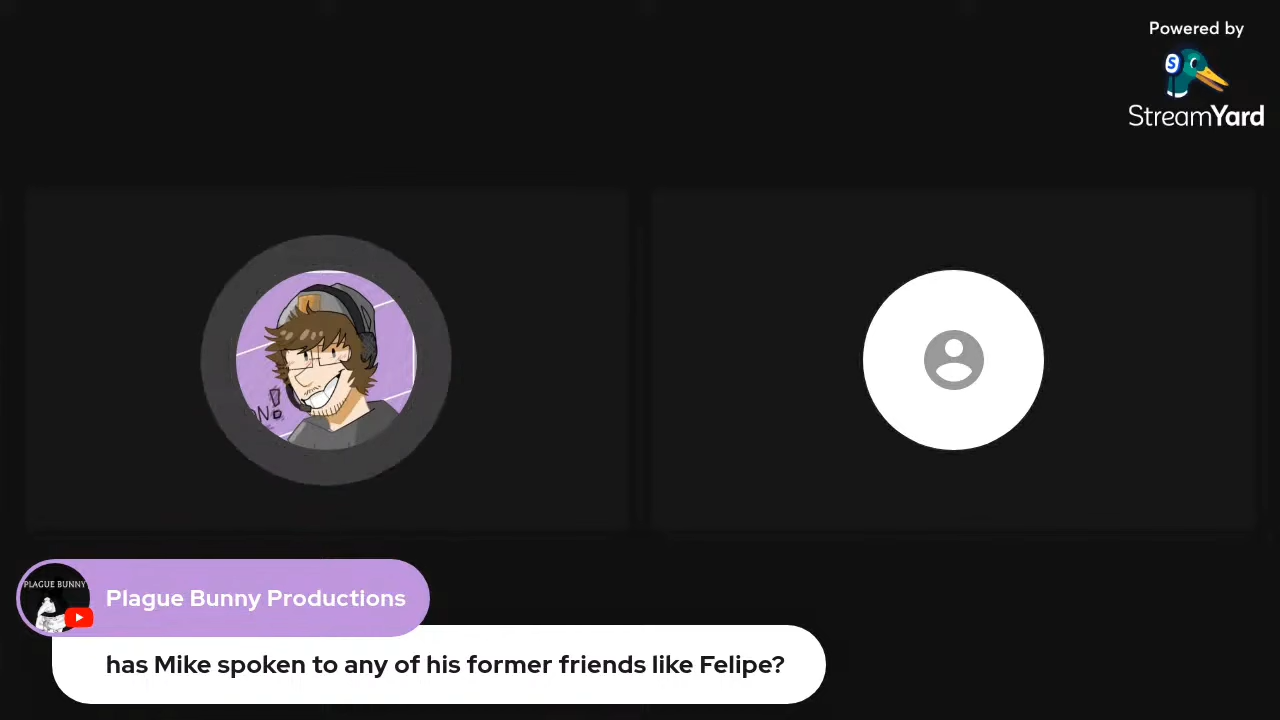 Powered by
S
StreamYard
N!
PLAGUE BUNNY
Plague Bunny Productions
has Mike spoken to any of his former friends like Felipe?